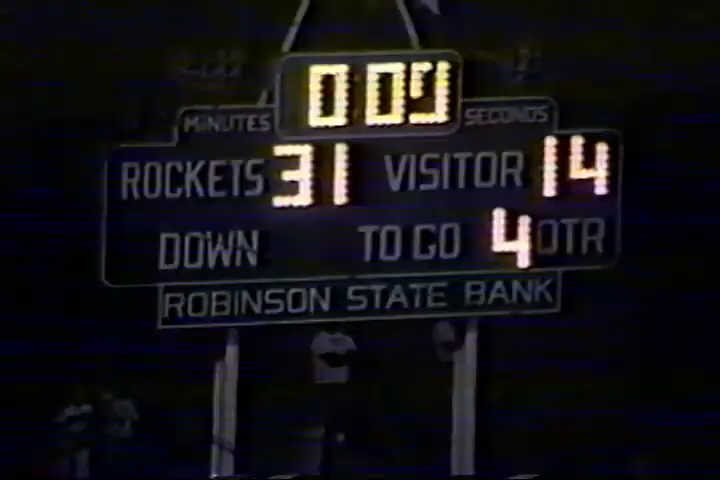 MINUTES 0:09 SECONDS
ROCKETS 31 VISITOR 14
DOWN TO GO 4 QTR
ROBINSON STATE BANK